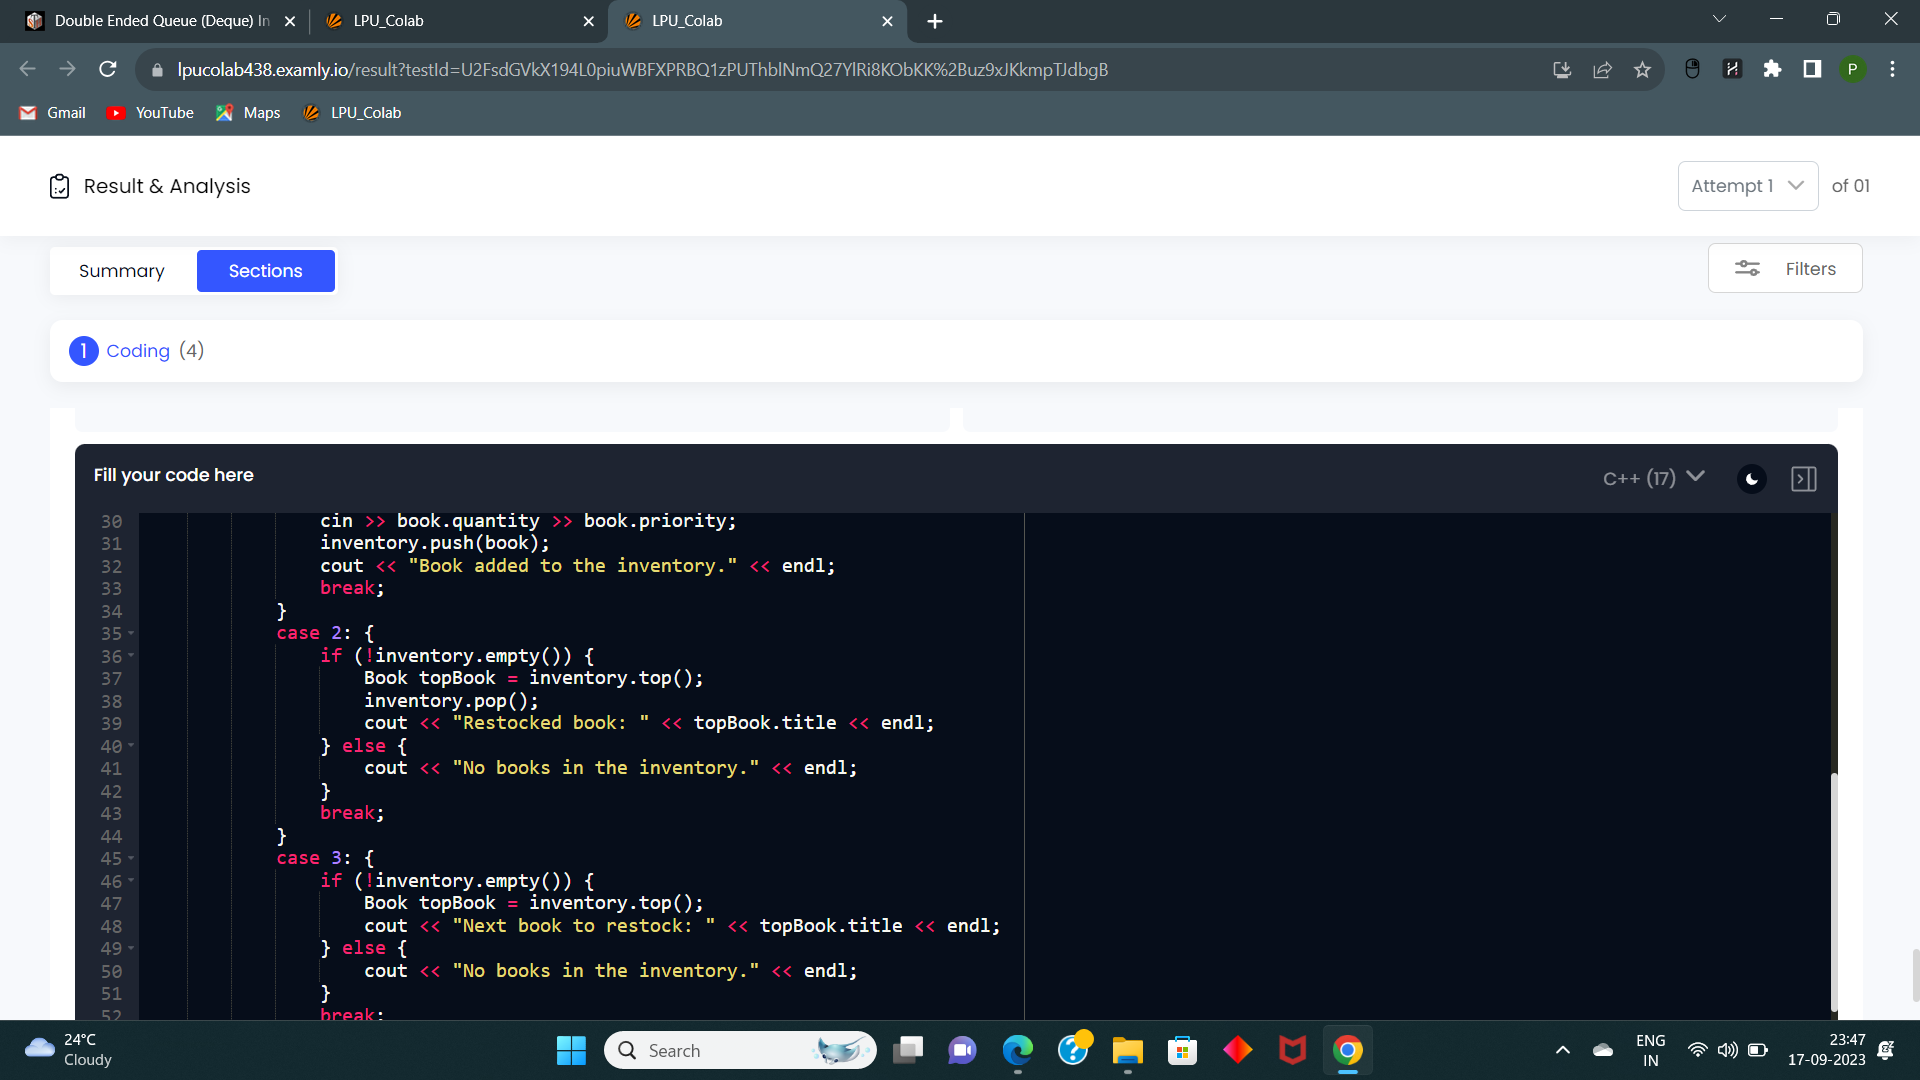 Double Ended Queue (Deque) In
LPU_Colab
LPU_Colab
lpucolab438.examly.io/result?testId=U2FsdGVkX194L0piuWBFXPRBQ1zPUThblNmQ27YlRi8KObKK%2Buz9xJKkmpTJdbgB
P
Gmail
YouTube
Maps
LPU_Colab
Result & Analysis
Attempt 1
of 01
Summary
Sections
Filters
1 Coding (4)
Fill your code here
C++ (17)
30 cin >> book.quantity >> book.priority;
31 inventory.push(book);
32 cout << "Book added to the inventory." << endl;
33 break;
34 }
35 case 2: {
36 if (!inventory.empty()) {
37 Book topBook = inventory.top();
38 inventory.pop();
39 cout << "Restocked book: " << topBook.title << endl;
40 } else {
41 cout << "No books in the inventory." << endl;
42 }
43 break;
44 }
45 case 3: {
46 if (!inventory.empty()) {
47 Book topBook = inventory.top();
48 cout << "Next book to restock: " << topBook.title << endl;
49 } else {
50 cout << "No books in the inventory." << endl;
51 }
52 break;
24°C
Cloudy
Search
ENG
IN
23:47
17-09-2023